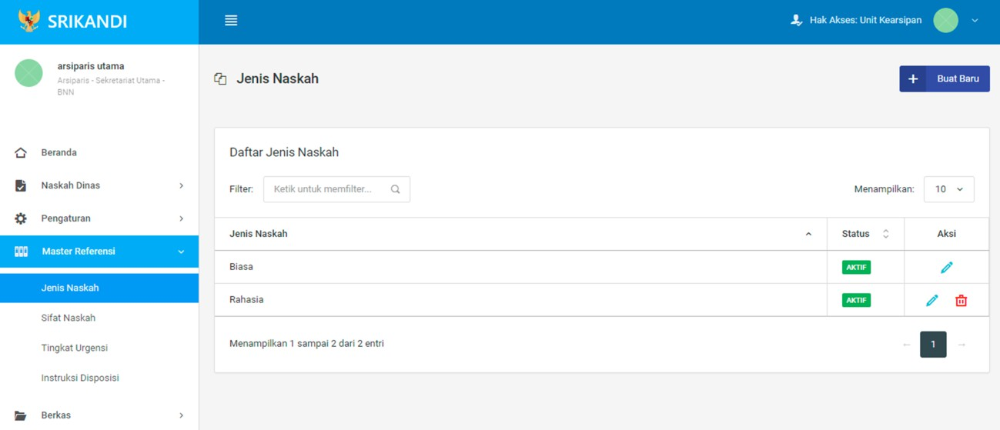 SRIKANDI
Hak Akses: Unit Kearsipan
arsiparis utama
Arsiparis - Sekretariat Utama -
BNN
Beranda
Naskah Dinas
Pengaturan
Master Referensi
Jenis Naskah
Sifat Naskah
Tingkat Urgensi
Instruksi Disposisi
Berkas
Jenis Naskah
+ Buat Baru
Daftar Jenis Naskah
Filter: Ketik untuk memfilter... Menampilkan: 10
Jenis Naskah Status Aksi
Biasa AKTIF
Rahasia AKTIF
Menampilkan 1 sampai 2 dari 2 entri ← 1 →